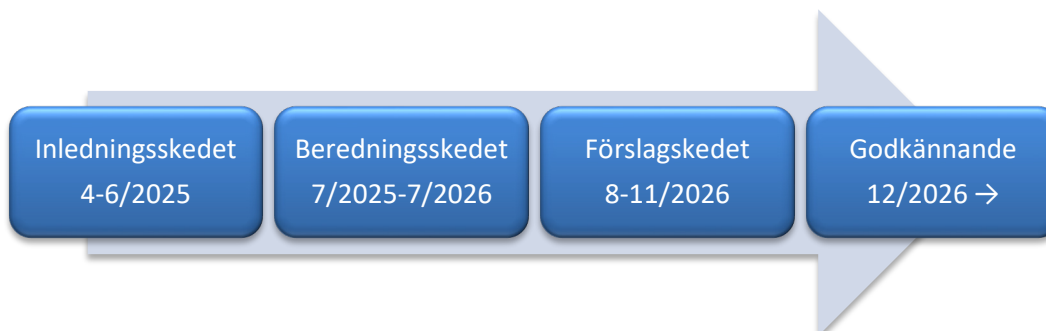 Inledningsskedet
4-6/2025
Beredningsskedet
7/2025-7/2026
Förslagskedet
8-11/2026
Godkännande
12/2026 →